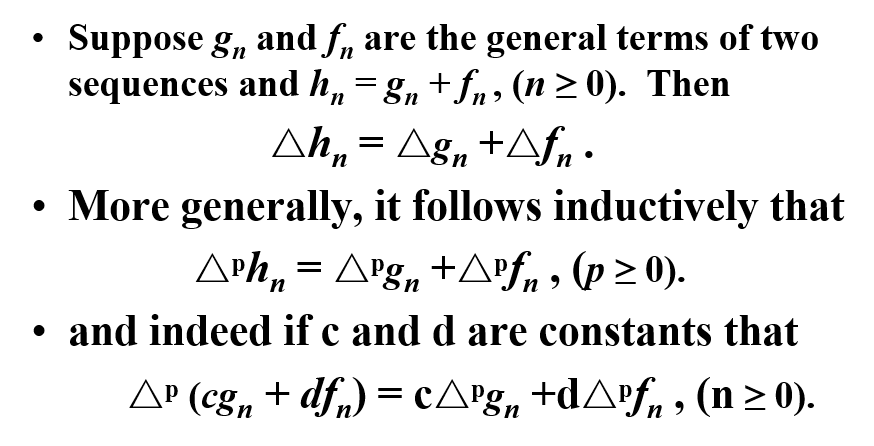 • Suppose gₙ and fₙ are the general terms of two
sequences and hₙ = gₙ + fₙ, (n ≥ 0). Then
△hₙ = △gₙ +△fₙ .
• More generally, it follows inductively that
△ᵖhₙ = △ᵖgₙ +△ᵖfₙ , (p ≥ 0).
• and indeed if c and d are constants that
△ᵖ (cgₙ + dfₙ) = c△ᵖgₙ +d△ᵖfₙ , (n ≥ 0).